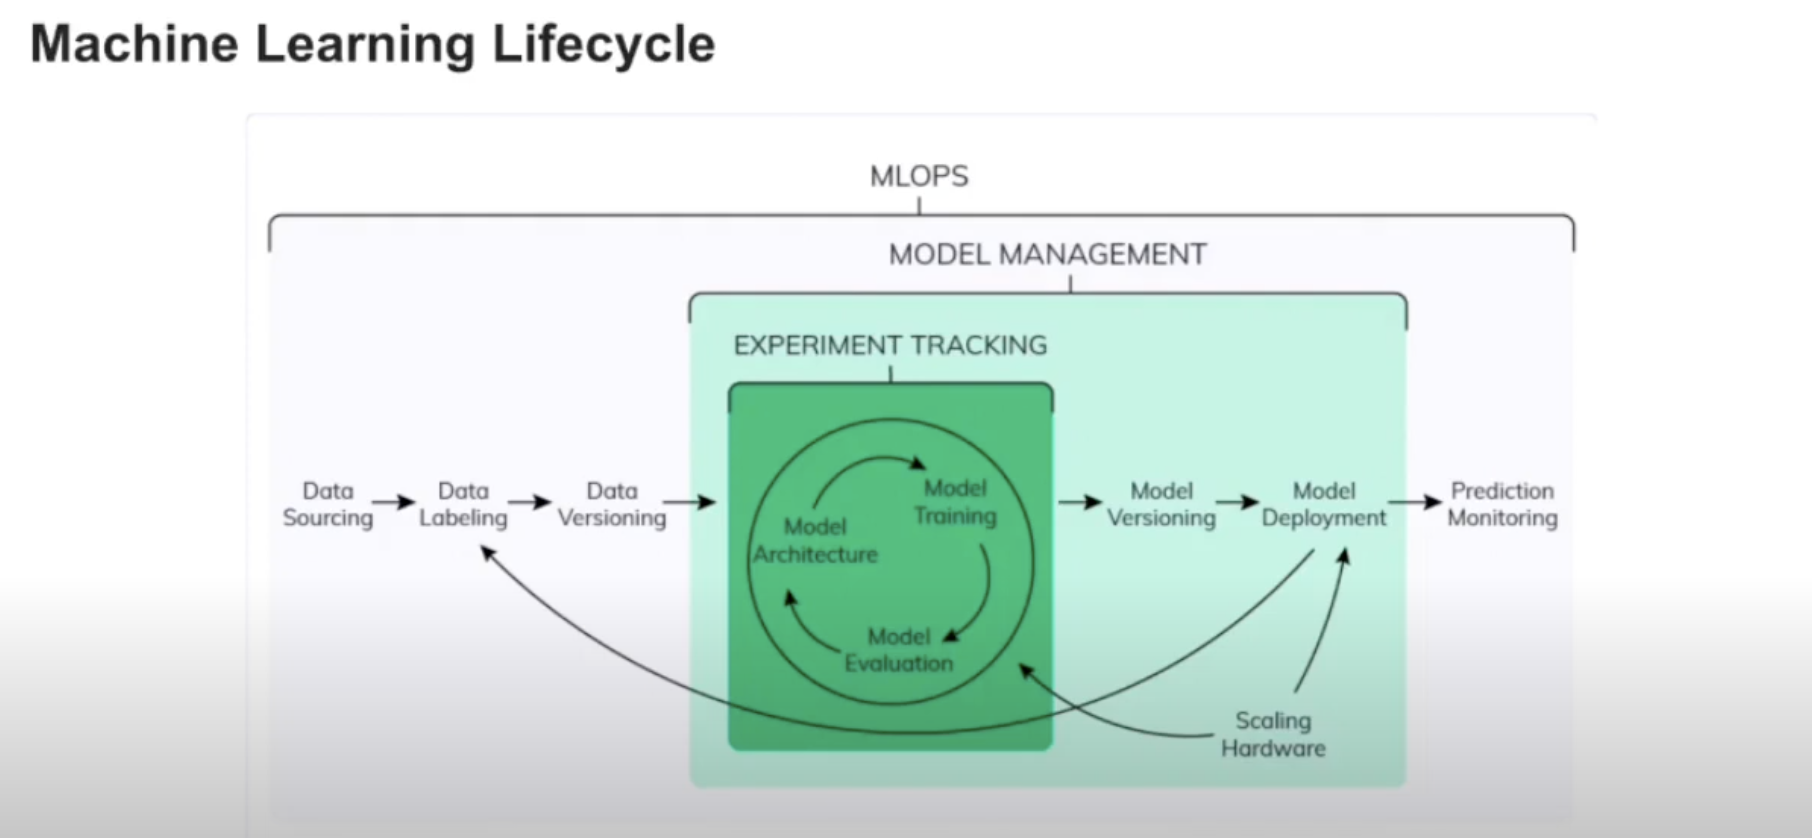 Machine Learning Lifecycle
MLOPS
MODEL MANAGEMENT
EXPERIMENT TRACKING
Data
Sourcing
Data
Labeling
Data
Versioning
Model
Architecture
Model
Training
Model
Evaluation
Model
Versioning
Model
Deployment
Prediction
Monitoring
Scaling
Hardware